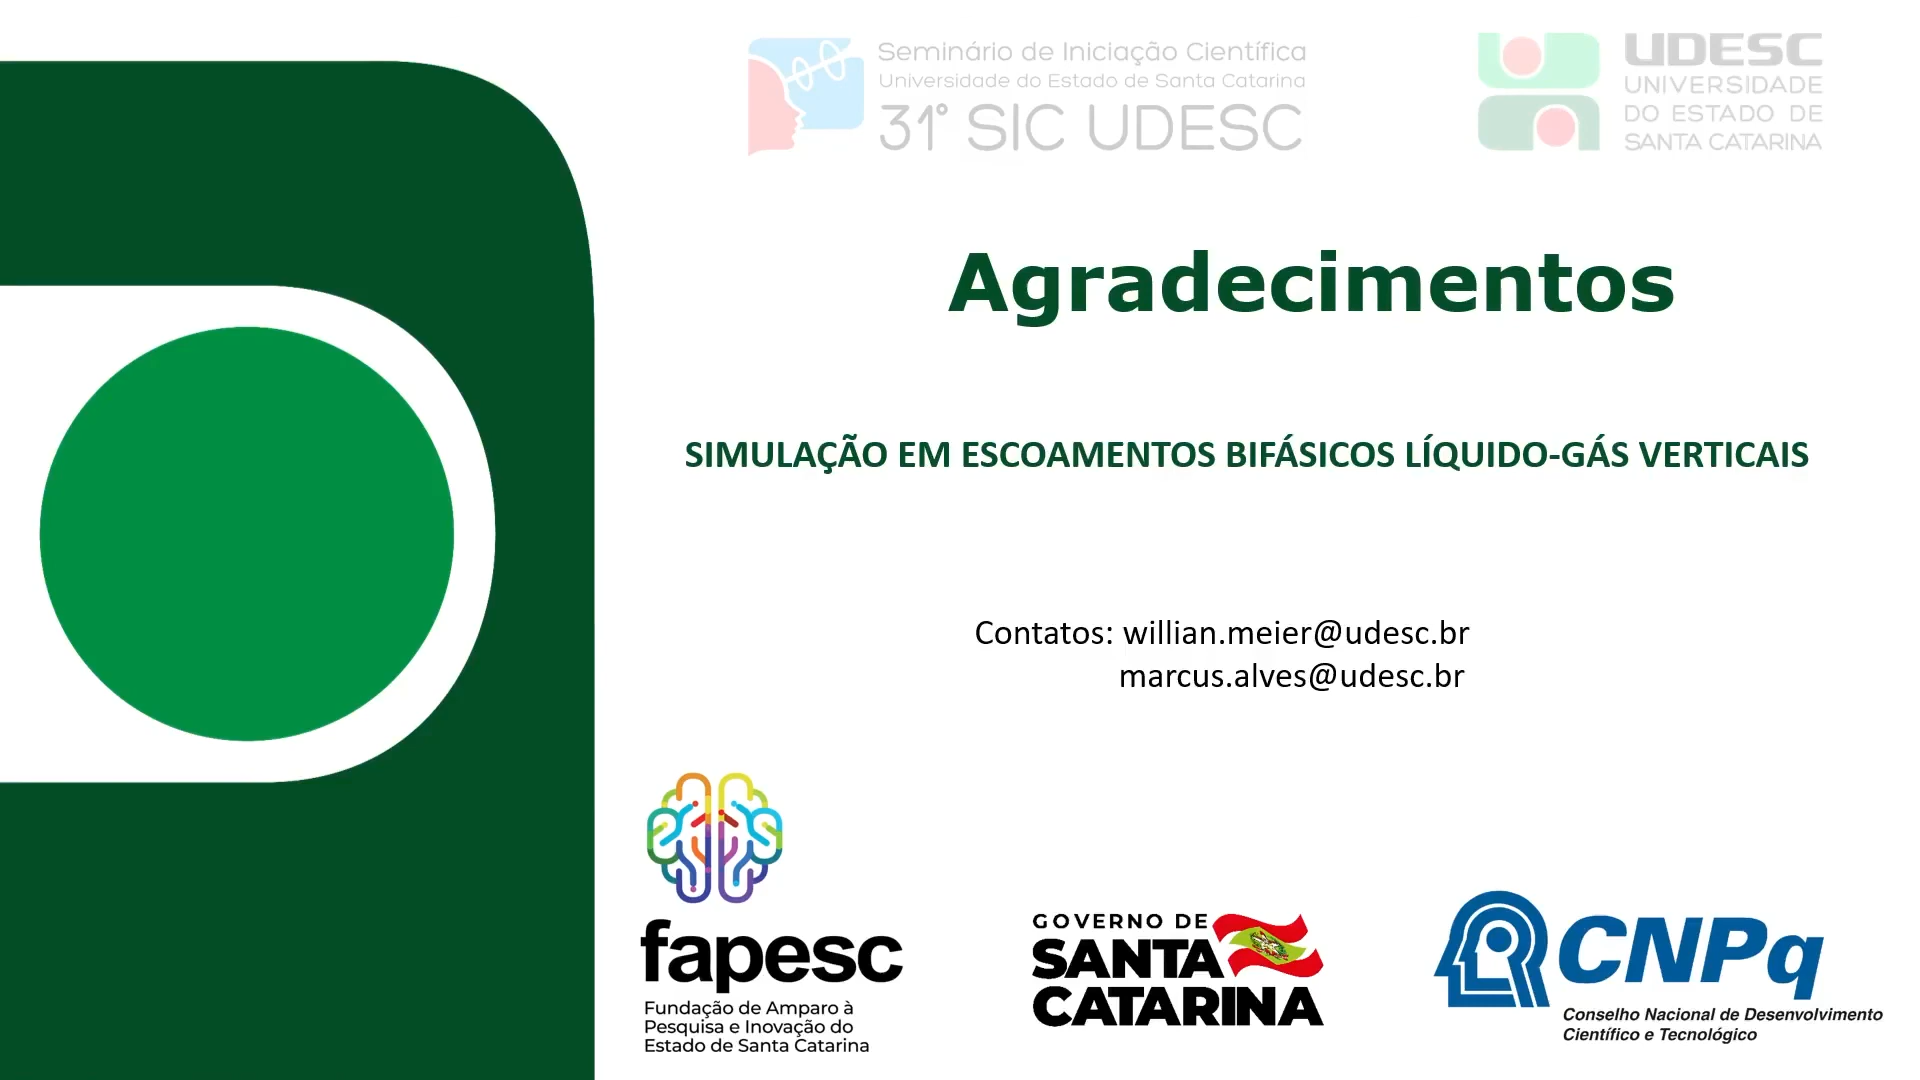 Seminário de Iniciação Científica
Universidade do Estado de Santa Catarina
31° SIC UDESC
UDESC
UNIVERSIDADE
DO ESTADO DE
SANTA CATARINA
Agradecimentos
SIMULAÇÃO EM ESCOAMENTOS BIFÁSICOS LÍQUIDO-GÁS VERTICAIS
Contatos: willian.meier@udesc.br
marcus.alves@udesc.br
fapesc
Fundação de Amparo à
Pesquisa e Inovação do
Estado de Santa Catarina
GOVERNO DE
SANTA
CATARINA
CNPq
Conselho Nacional de Desenvolvimento
Científico e Tecnológico